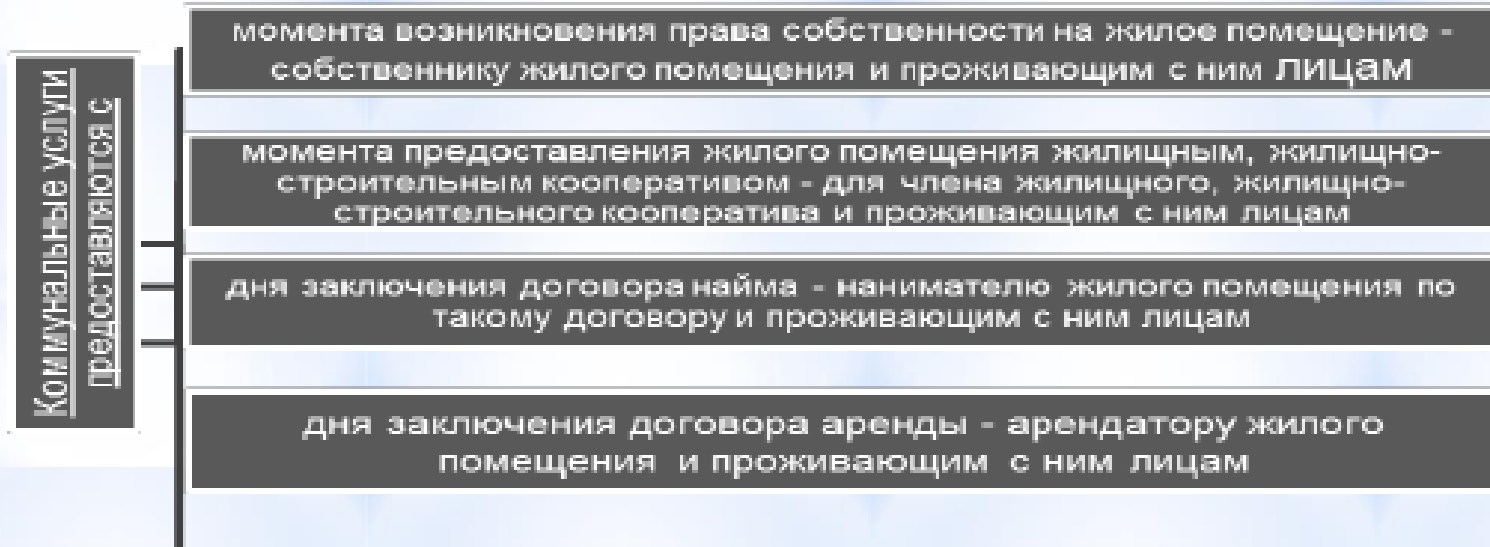 Коммунальные услуги
предоставляются с
момента возникновения права собственности на жилое помещение -
собственнику жилого помещения и проживающим с ним лицам
момента предоставления жилого помещения жилищным, жилищно-
строительным кооперативом - для члена жилищного, жилищно-
строительного кооператива и проживающим с ним лицам
дня заключения договора найма - нанимателю жилого помещения по
такому договору и проживающим с ним лицам
дня заключения договора аренды - арендатору жилого
помещения и проживающим с ним лицам